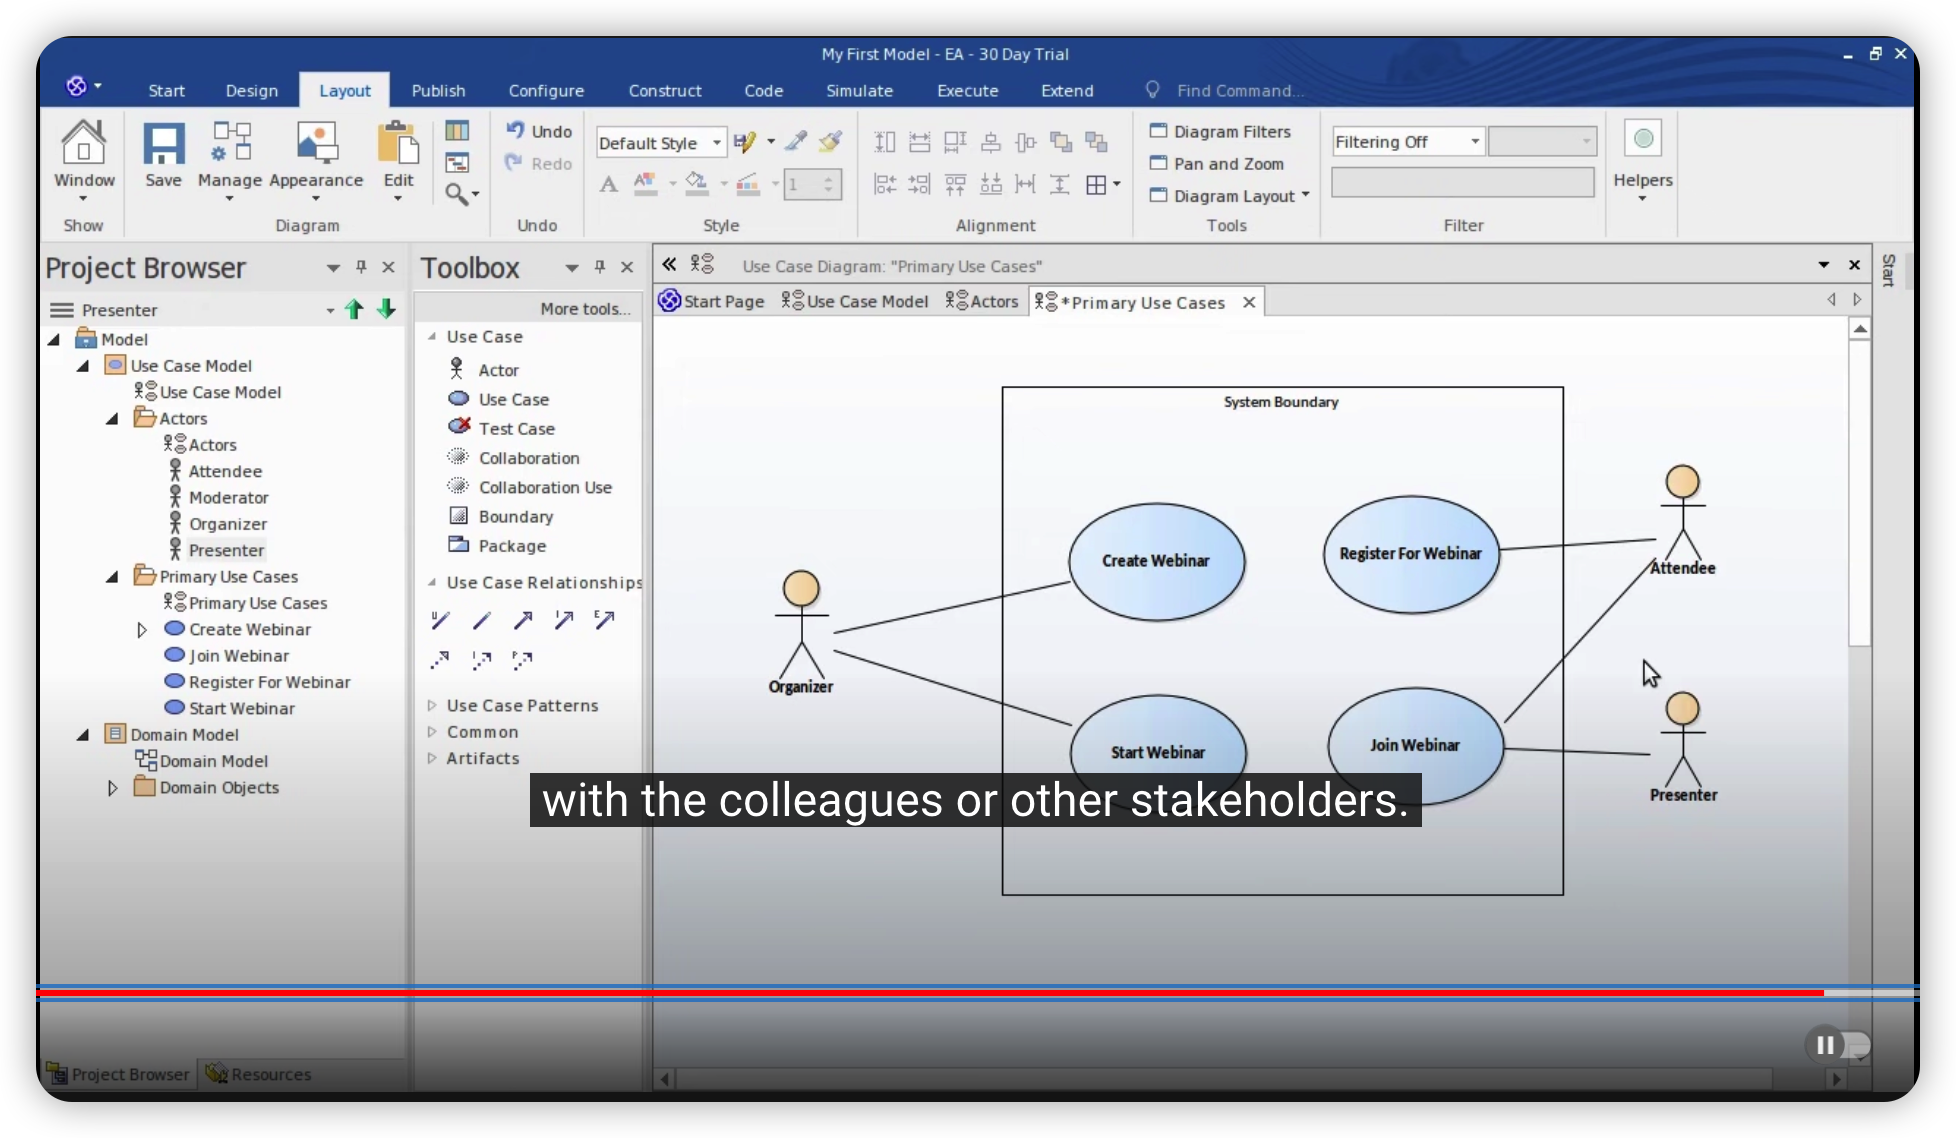 My First Model - EA - 30 Day Trial
Start Design Layout Publish Configure Construct Code Simulate Execute Extend Find Command...
Window
Show
Save Manage Appearance Edit
Diagram
Undo
Redo
Undo
Default Style
1
Style
Alignment
Diagram Filters
Pan and Zoom
Diagram Layout
Tools
Filtering Off
Filter
Helpers
Project Browser
Presenter
Model
Use Case Model
Use Case Model
Actors
Actors
Attendee
Moderator
Organizer
Presenter
Primary Use Cases
Primary Use Cases
Create Webinar
Join Webinar
Register For Webinar
Start Webinar
Domain Model
Domain Model
Domain Objects
Project Browser Resources
Toolbox
More tools...
Use Case
Actor
Use Case
Test Case
Collaboration
Collaboration Use
Boundary
Package
Use Case Relationships
Use Case Patterns
Common
Artifacts
Use Case Diagram: "Primary Use Cases"
Start Page Use Case Model Actors *Primary Use Cases
Start
System Boundary
Create Webinar
Register For Webinar
Attendee
Organizer
Start Webinar
Join Webinar
Presenter
with the colleagues or other stakeholders.